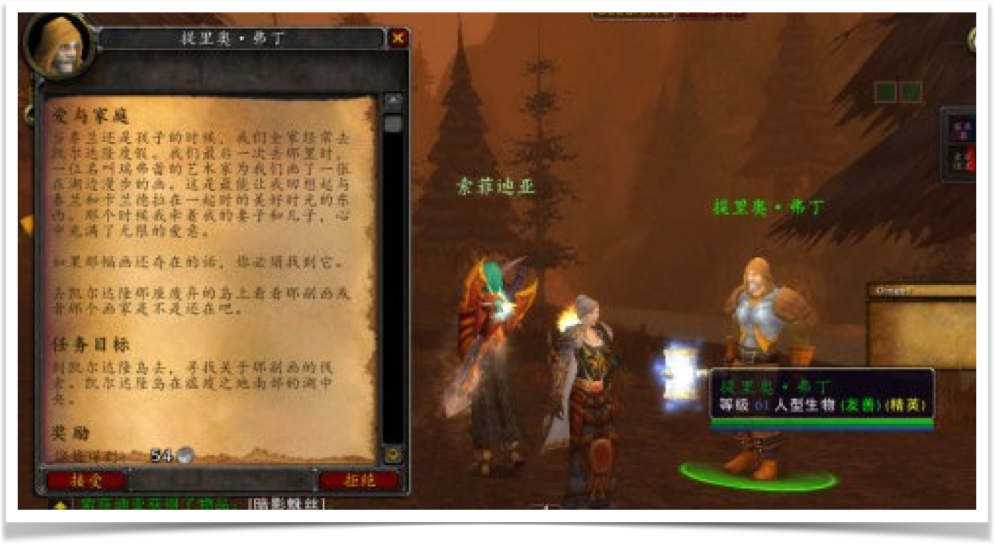 提里奥·弗丁
爱与家庭
当泰兰还是孩子的时候，我们全家经常去
凯尔达隆度假。我们最后一次去那里时，
一位名叫瑞弗蕾的艺术家为我们画了一张
在湖边漫步的画。这是最能让我回想起与
泰兰和卡兰德拉在一起时的美好时光的东
西。那个时候我牵着我的妻子和儿子，心
中充满了无限的爱意。
如果那幅画还存在的话，你必须找到它。
去凯尔达隆那座废弃的岛上看看那副画或
者那个画家是不是还在吧。
任务目标
到凯尔达隆岛去，寻找关于那副画的线
索。凯尔达隆岛在瘟疫之地南部的湖中
央。
奖励
你将得到：
54
接受
拒绝
索菲迪亚获得了物品：[暗影蛛丝]。
索菲迪亚
提里奥·弗丁
提里奥·弗丁
等级 61 人型生物 (友善) (精英)
Omen